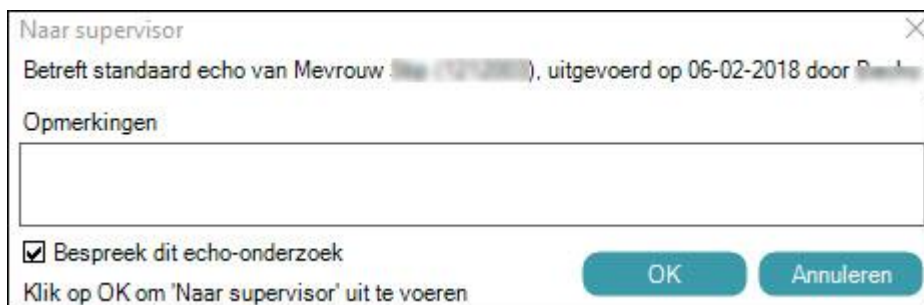 Naar supervisor
Betreft standaard echo van Mevrouw ), uitgevoerd op 06-02-2018 door
Opmerkingen
Bespreek dit echo-onderzoek
OK
Annuleren
Klik op OK om 'Naar supervisor' uit te voeren